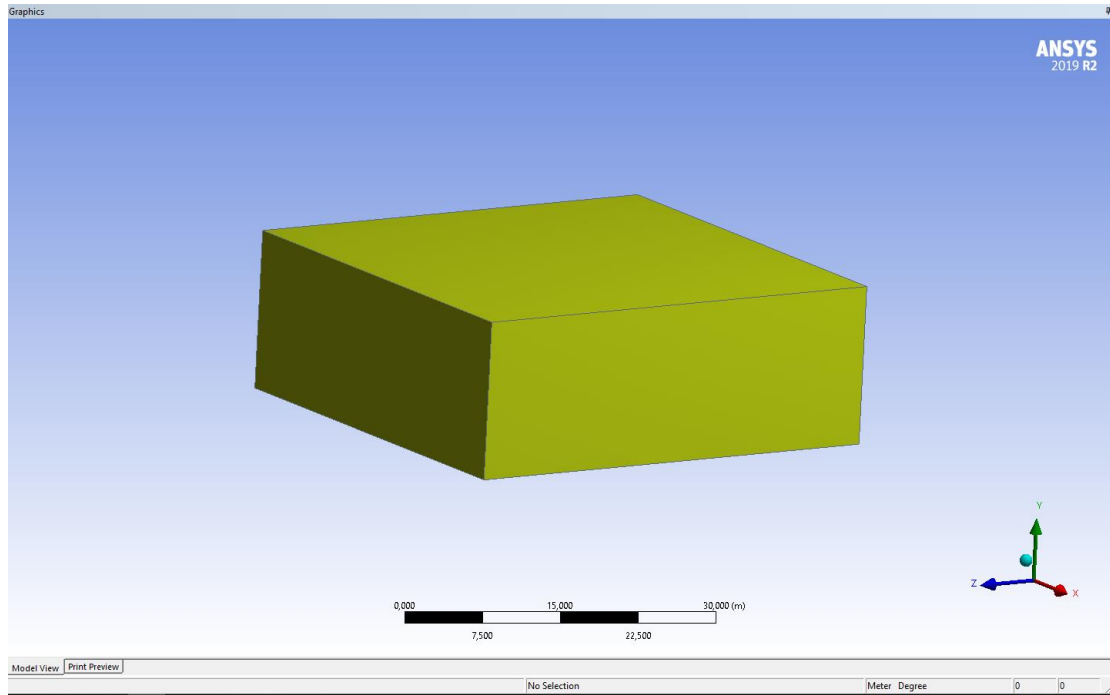 Graphics
ANSYS
2019 R2
Y
Z
X
0,000 15,000 30,000 (m)
7,500 22,500
Model View Print Preview
No Selection Meter Degree 0 0